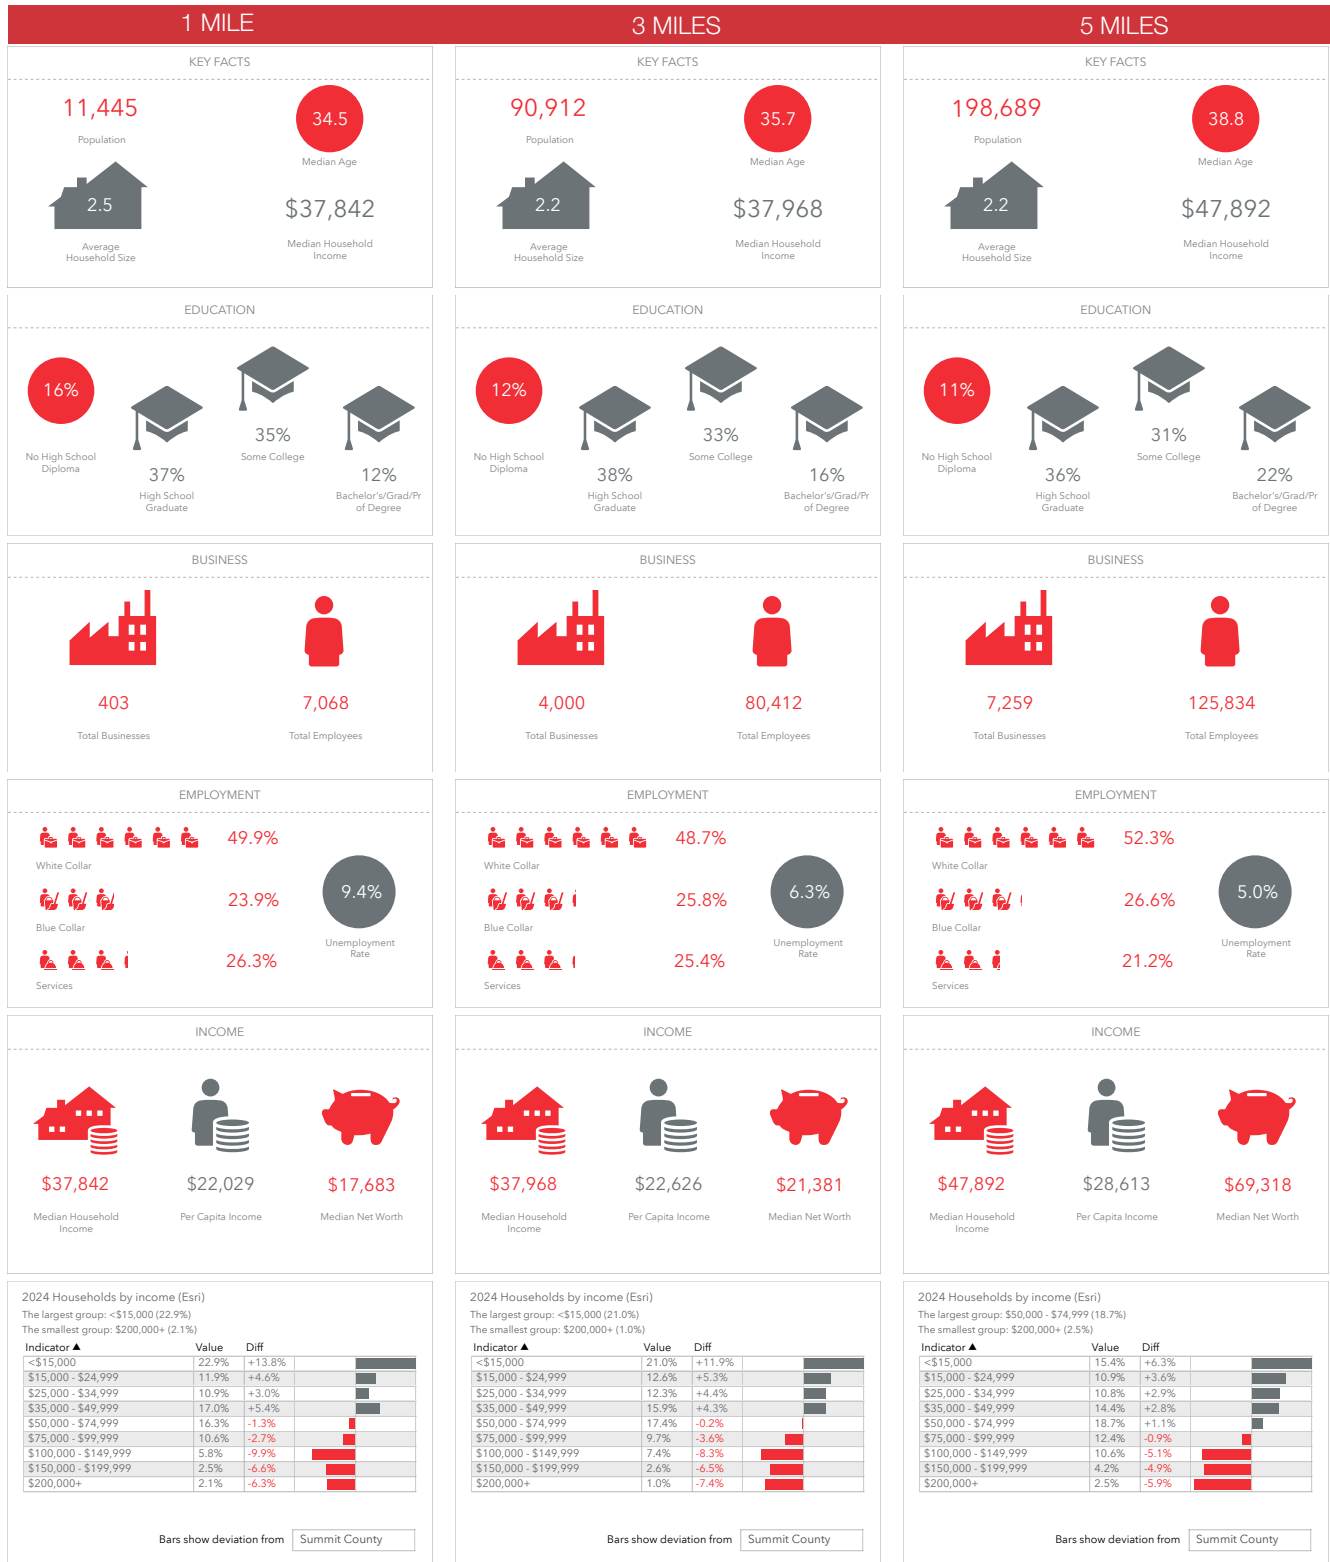 1 MILE
KEY FACTS
11,445
Population
34.5
Median Age
2.5
Average
Household Size
$37,842
Median Household
Income
EDUCATION
16%
No High School
Diploma
37%
High School
Graduate
35%
Some College
12%
Bachelor's/Grad/Pr
of Degree
BUSINESS
403
Total Businesses
7,068
Total Employees
EMPLOYMENT
49.9%
White Collar
23.9%
Blue Collar
26.3%
Services
9.4%
Unemployment
Rate
INCOME
$37,842
Median Household
Income
$22,029
Per Capita Income
$17,683
Median Net Worth
2024 Households by income (Esri)
The largest group: <$15,000 (22.9%)
The smallest group: $200,000+ (2.1%)
Indicator ▲ Value Diff
<$15,000 22.9% +13.8%
$15,000 - $24,999 11.9% +4.6%
$25,000 - $34,999 10.9% +3.0%
$35,000 - $49,999 17.0% +5.4%
$50,000 - $74,999 16.3% -1.3%
$75,000 - $99,999 10.6% -2.7%
$100,000 - $149,999 5.8% -9.9%
$150,000 - $199,999 2.5% -6.6%
$200,000+ 2.1% -6.3%
Bars show deviation from Summit County
3 MILES
KEY FACTS
90,912
Population
35.7
Median Age
2.2
Average
Household Size
$37,968
Median Household
Income
EDUCATION
12%
No High School
Diploma
38%
High School
Graduate
33%
Some College
16%
Bachelor's/Grad/Pr
of Degree
BUSINESS
4,000
Total Businesses
80,412
Total Employees
EMPLOYMENT
48.7%
White Collar
25.8%
Blue Collar
25.4%
Services
6.3%
Unemployment
Rate
INCOME
$37,968
Median Household
Income
$22,626
Per Capita Income
$21,381
Median Net Worth
2024 Households by income (Esri)
The largest group: <$15,000 (21.0%)
The smallest group: $200,000+ (1.0%)
Indicator ▲ Value Diff
<$15,000 21.0% +11.9%
$15,000 - $24,999 12.6% +5.3%
$25,000 - $34,999 12.3% +4.4%
$35,000 - $49,999 15.9% +4.3%
$50,000 - $74,999 17.4% -0.2%
$75,000 - $99,999 9.7% -3.6%
$100,000 - $149,999 7.4% -8.3%
$150,000 - $199,999 2.6% -6.5%
$200,000+ 1.0% -7.4%
Bars show deviation from Summit County
5 MILES
KEY FACTS
198,689
Population
38.8
Median Age
2.2
Average
Household Size
$47,892
Median Household
Income
EDUCATION
11%
No High School
Diploma
36%
High School
Graduate
31%
Some College
22%
Bachelor's/Grad/Pr
of Degree
BUSINESS
7,259
Total Businesses
125,834
Total Employees
EMPLOYMENT
52.3%
White Collar
26.6%
Blue Collar
21.2%
Services
5.0%
Unemployment
Rate
INCOME
$47,892
Median Household
Income
$28,613
Per Capita Income
$69,318
Median Net Worth
2024 Households by income (Esri)
The largest group: $50,000 - $74,999 (18.7%)
The smallest group: $200,000+ (2.5%)
Indicator ▲ Value Diff
<$15,000 15.4% +6.3%
$15,000 - $24,999 10.9% +3.6%
$25,000 - $34,999 10.8% +2.9%
$35,000 - $49,999 14.4% +2.8%
$50,000 - $74,999 18.7% +1.1%
$75,000 - $99,999 12.4% -0.9%
$100,000 - $149,999 10.6% -5.1%
$150,000 - $199,999 4.2% -4.9%
$200,000+ 2.5% -5.9%
Bars show deviation from Summit County